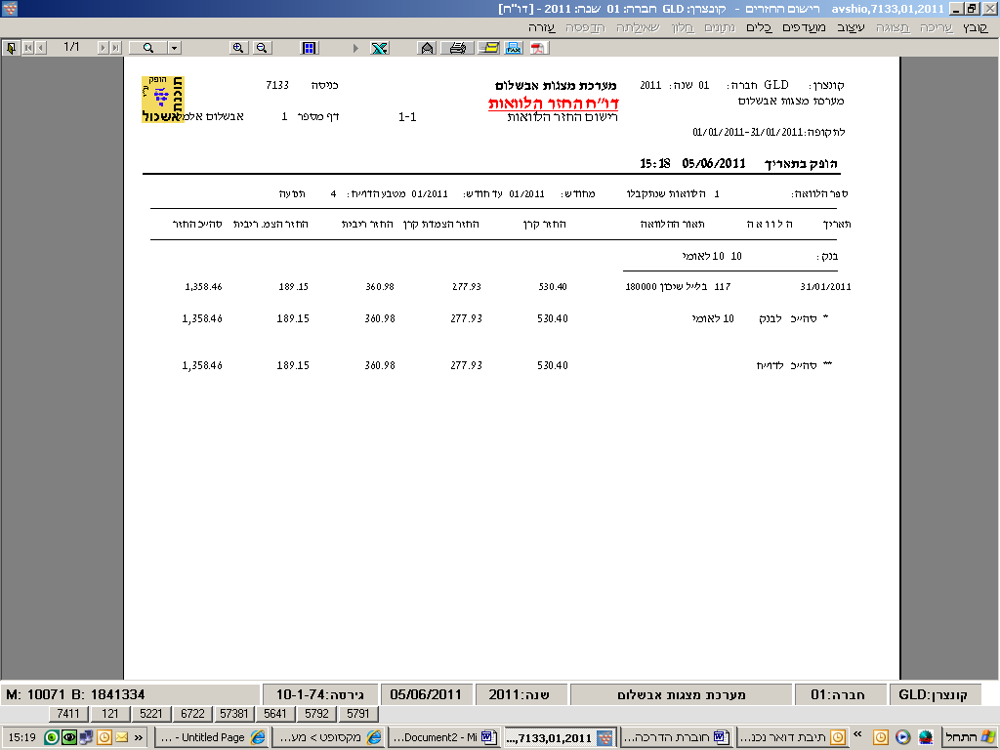 avshio,7133,01,2011 רישום החזרים - קונצרן: GLD חברה: 01 שנה: 2011 - [דו"ח]
קובץ עריכה תצוגה עיצוב מועדפים כלים נתונים חלון שאילתה הדפסה עזרה
1/1
קונצרן: GLD חברה: 01 שנה: 2011 מערכת מצגות אבשלום כניסה 7133
מערכת מצגות אבשלום דו"ח החזר הלוואות
רישום החזר הלוואות 1-1 דף מספר 1 אבשלום אלמ
הופק ע"י תוכנת אשכול
לתקופה: 01/01/2011-31/01/2011
הופק בתאריך 05/06/2011 15:18
ספר הלוואה: 1 הלוואות שנתקבלו מחודש: 01/2011 עד חודש: 01/2011 מטבע הדו"ח: 4 תנועה
תאריך הלוואה תאור ההלוואה החזר קרן החזר הצמדת קרן החזר ריבית החזר הצמ. ריבית סה"כ החזר
בנק: 10 10 לאומי
31/01/2011 117 בל"ל שיכון 180000 530.40 277.93 360.98 189.15 1,358.46
* סה"כ לבנק 10 לאומי 530.40 277.93 360.98 189.15 1,358.46
** סה"כ לדו"ח 530.40 277.93 360.98 189.15 1,358.46
קונצרן:GLD חברה:01 מערכת מצגות אבשלום שנה:2011 05/06/2011 גירסה:10-1-74 M: 10071 B: 1841334
7411 121 5221 6722 57381 5641 5792 5791
התחל תיבת דואר נכנ... חוברת הדרכה... ...,7133,01,2011 ...Document2 - Mi מקסופט > מע... ... - Untitled Page 15:19